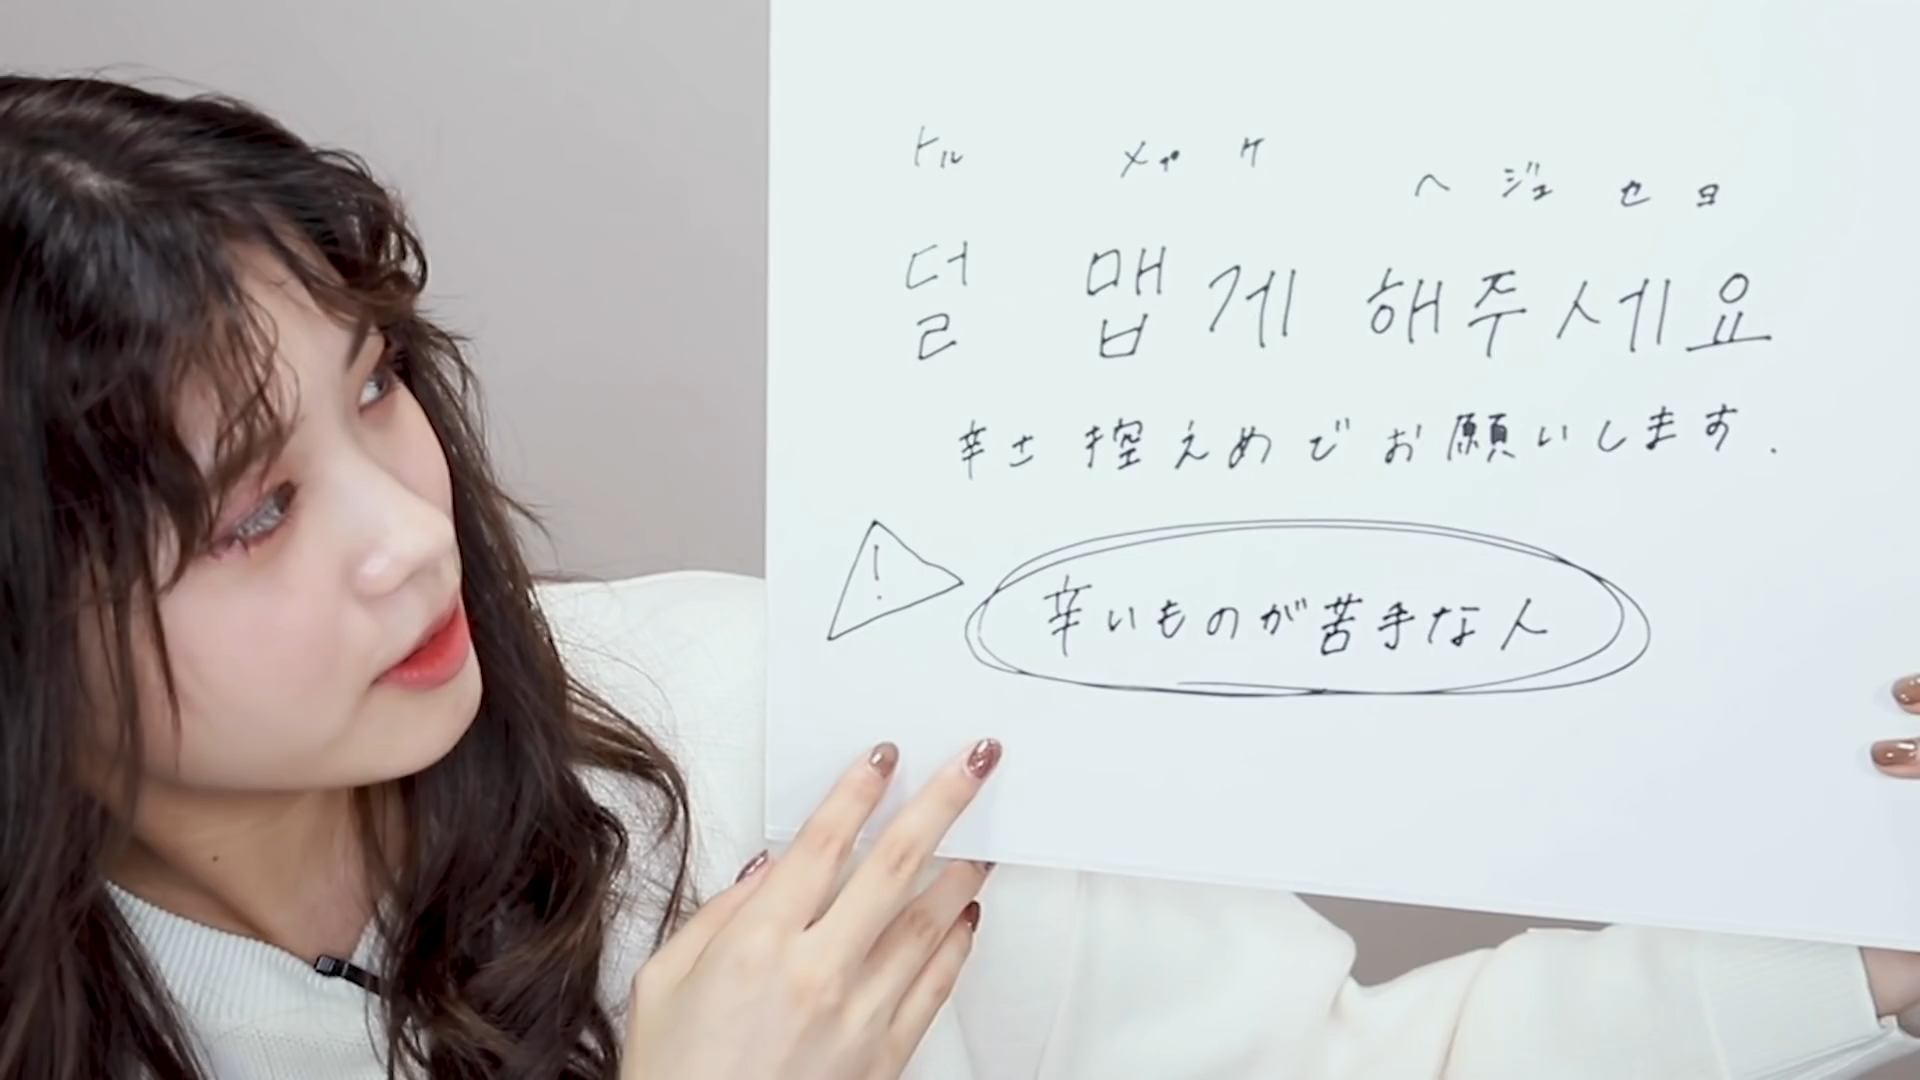 トル メプ ケ ヘ ジュ セ ヨ
덜 맵게 해주세요
辛さ控えめでお願いします.
! 辛いものが苦手な人